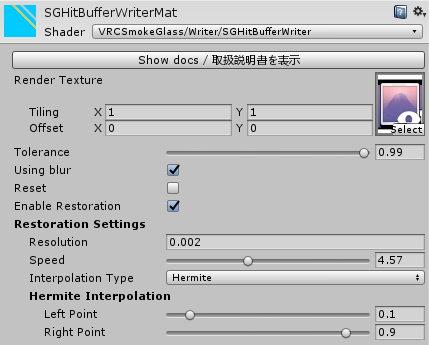 SGHitBufferWriterMat
Shader VRCSmokeGlass/Writer/SGHitBufferWriter
Show docs / 取扱説明書を表示
Render Texture
Tiling X 1 Y 1
Offset X 0 Y 0
Select
Tolerance 0.99
Using blur
Reset
Enable Restoration
Restoration Settings
Resolution 0.002
Speed 4.57
Interpolation Type Hermite
Hermite Interpolation
Left Point 0.1
Right Point 0.9